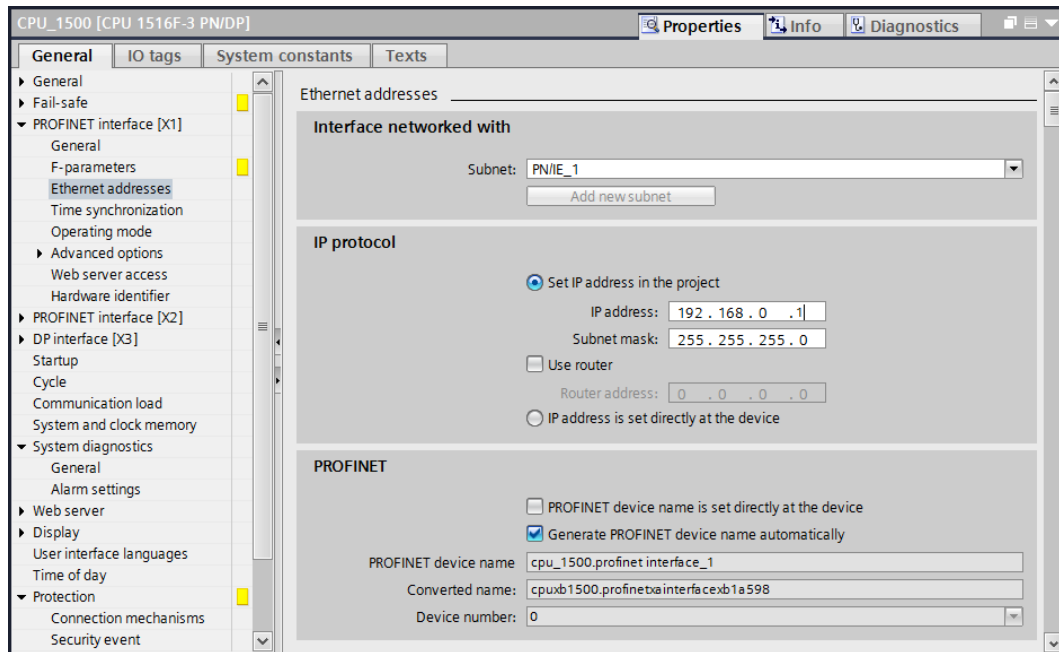 CPU_1500 [CPU 1516F-3 PN/DP]
Properties
Info
Diagnostics
General
IO tags
System constants
Texts
General
Fail-safe
PROFINET interface [X1]
General
F-parameters
Ethernet addresses
Time synchronization
Operating mode
Advanced options
Web server access
Hardware identifier
PROFINET interface [X2]
DP interface [X3]
Startup
Cycle
Communication load
System and clock memory
System diagnostics
General
Alarm settings
Web server
Display
User interface languages
Time of day
Protection
Connection mechanisms
Security event
Ethernet addresses
Interface networked with
Subnet: PN/IE_1
Add new subnet
IP protocol
Set IP address in the project
IP address: 192 . 168 . 0 . 1
Subnet mask: 255 . 255 . 255 . 0
Use router
Router address: 0 . 0 . 0 . 0
IP address is set directly at the device
PROFINET
PROFINET device name is set directly at the device
Generate PROFINET device name automatically
PROFINET device name cpu_1500.profinet interface_1
Converted name: cpuxb1500.profinetxainterfacexb1a598
Device number: 0